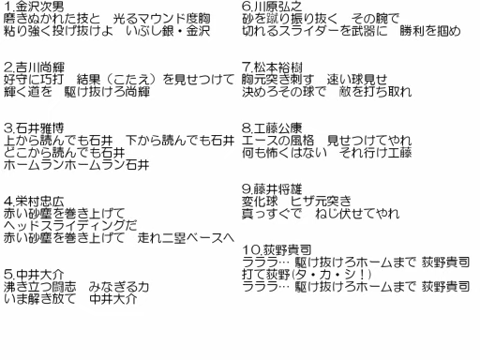 1.金沢次男
磨きぬかれた技と　光るマウンド度胸
粘り強く投げ抜けよ　いぶし銀・金沢
2.吉川尚輝
好守に巧打　結果（こたえ）を見せつけて
輝く道を　駆け抜けろ尚輝
3.石井雅博
上から読んでも石井　下から読んでも石井
どこから読んでも石井
ホームランホームラン石井
4.栄村忠広
赤い砂塵を巻き上げて
ヘッドスライディングだ
赤い砂塵を巻き上げて　走れ二塁ベースへ
5.中井大介
沸き立つ闘志　みなぎる力
いま解き放て　中井大介
6.川原弘之
砂を蹴り振り抜く　その腕で
切れるスライダーを武器に　勝利を掴め
7.松本裕樹
胸元突き刺す　速い球見せ
決めろその球で　敵を打ち取れ
8.工藤公康
エースの風格　見せつけてやれ
何も怖くはない　それ行け工藤
9.藤井将雄
変化球　ヒザ元突き
真っすぐで　ねじ伏せてやれ
10.荻野貴司
ラララ… 駆け抜けろホームまで 荻野貴司
打て荻野(タ・カ・シ！)
ラララ… 駆け抜けろホームまで 荻野貴司